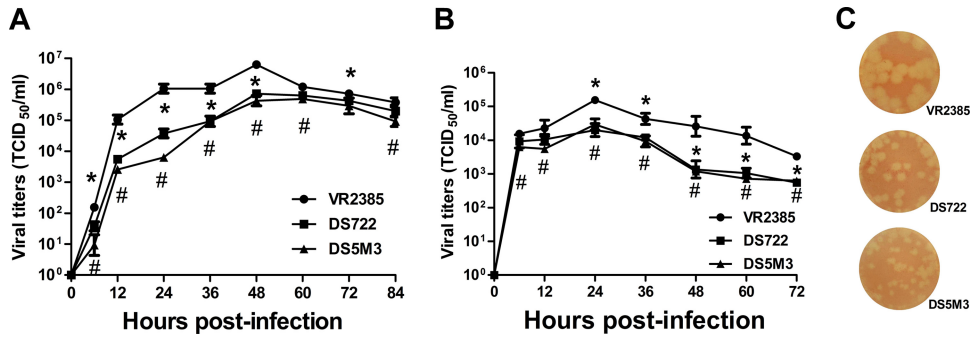 A
Viral titers (TCID50/ml)
10^7
10^6
10^5
10^4
10^3
10^2
10^1
10^0
* * * * * *
# # # # # # #
VR2385
DS722
DS5M3
0 12 24 36 48 60 72 84
Hours post-infection
B
Viral titers (TCID50/ml)
10^6
10^5
10^4
10^3
10^2
10^1
10^0
* * * * *
# # # # # # #
VR2385
DS722
DS5M3
0 12 24 36 48 60 72
Hours post-infection
C
VR2385
DS722
DS5M3